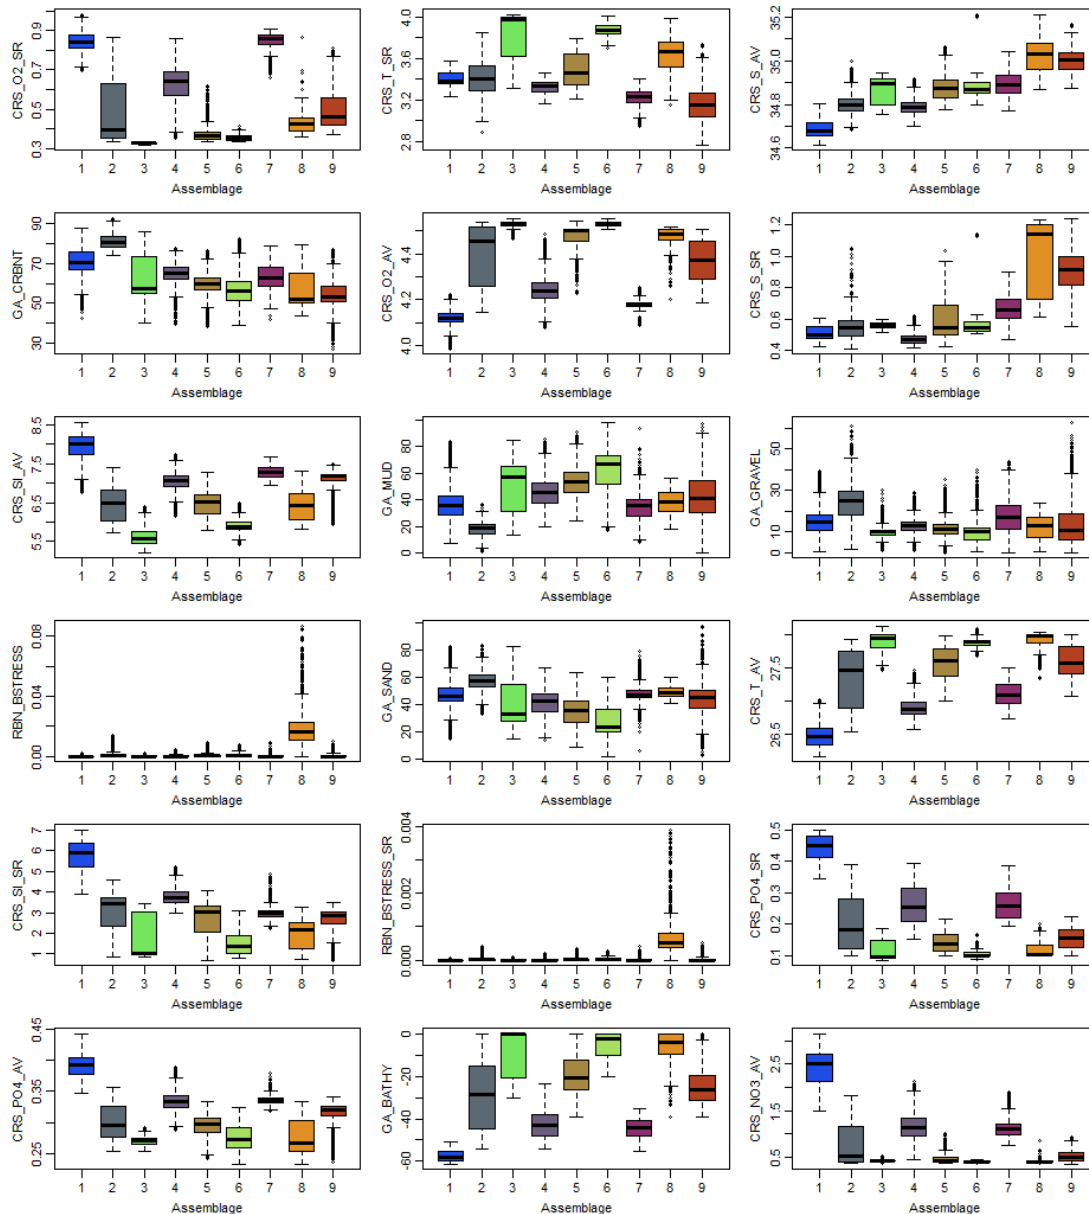 CRS_O2_SR
0.3 0.5 0.7 0.9
1 2 3 4 5 6 7 8 9
Assemblage
CRS_T_SR
2.8 3.2 3.6 4.0
1 2 3 4 5 6 7 8 9
Assemblage
CRS_S_AV
34.6 34.8 35.0 35.2
1 2 3 4 5 6 7 8 9
Assemblage
GA_CRBNT
30 50 70 90
1 2 3 4 5 6 7 8 9
Assemblage
CRS_O2_AV
4.0 4.2 4.4
1 2 3 4 5 6 7 8 9
Assemblage
CRS_S_SR
0.4 0.6 0.8 1.0 1.2
1 2 3 4 5 6 7 8 9
Assemblage
CRS_SI_AV
5.5 6.5 7.5 8.5
1 2 3 4 5 6 7 8 9
Assemblage
GA_MUD
0 20 40 60 80
1 2 3 4 5 6 7 8 9
Assemblage
GA_GRAVEL
0 10 30 50
1 2 3 4 5 6 7 8 9
Assemblage
RBN_BSTRESS
0.00 0.04 0.08
1 2 3 4 5 6 7 8 9
Assemblage
GA_SAND
0 20 40 60 80
1 2 3 4 5 6 7 8 9
Assemblage
CRS_T_AV
26.5 27.5
1 2 3 4 5 6 7 8 9
Assemblage
CRS_SI_SR
1 2 3 4 5 6 7
1 2 3 4 5 6 7 8 9
Assemblage
RBN_BSTRESS_SR
0.000 0.002 0.004
1 2 3 4 5 6 7 8 9
Assemblage
CRS_PO4_SR
0.1 0.2 0.3 0.4 0.5
1 2 3 4 5 6 7 8 9
Assemblage
CRS_PO4_AV
0.25 0.35 0.45
1 2 3 4 5 6 7 8 9
Assemblage
GA_BATHY
-60 -40 -20 0
1 2 3 4 5 6 7 8 9
Assemblage
CRS_NO3_AV
0.5 1.5 2.5
1 2 3 4 5 6 7 8 9
Assemblage